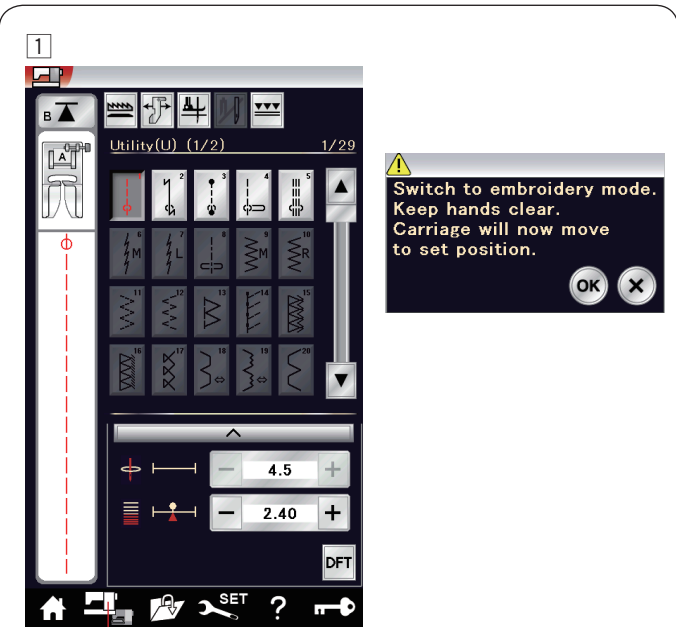 1
B
A
Utility(U) (1/2) 1/29
2 3 4 5
6 M 7 L 8 9 M 10 R
11 12 13 14 15
16 17 18 19 20
4.5
2.40
DFT
SET ?
Switch to embroidery mode.
Keep hands clear.
Carriage will now move
to set position.
OK X